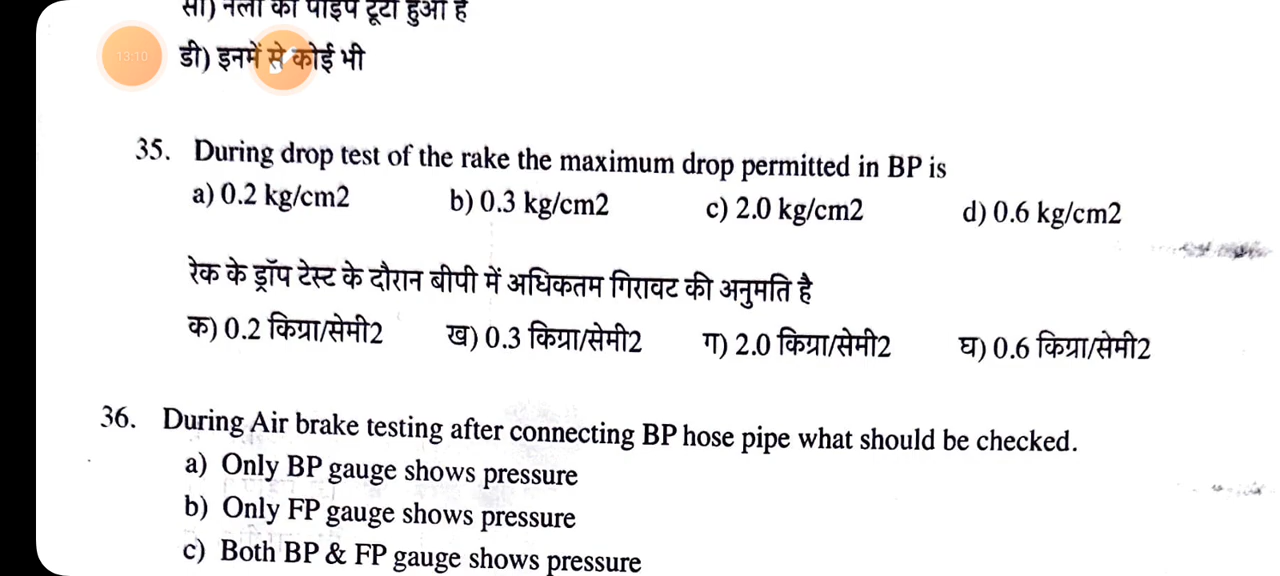 सी) नली का पाइप टूटा हुआ है
13:10
डी) इनमें से कोई भी
35. During drop test of the rake the maximum drop permitted in BP is
a) 0.2 kg/cm2 b) 0.3 kg/cm2 c) 2.0 kg/cm2 d) 0.6 kg/cm2
रेक के ड्रॉप टेस्ट के दौरान बीपी में अधिकतम गिरावट की अनुमति है
क) 0.2 किग्रा/सेमी2 ख) 0.3 किग्रा/सेमी2 ग) 2.0 किग्रा/सेमी2 घ) 0.6 किग्रा/सेमी2
36. During Air brake testing after connecting BP hose pipe what should be checked.
a) Only BP gauge shows pressure
b) Only FP gauge shows pressure
c) Both BP & FP gauge shows pressure